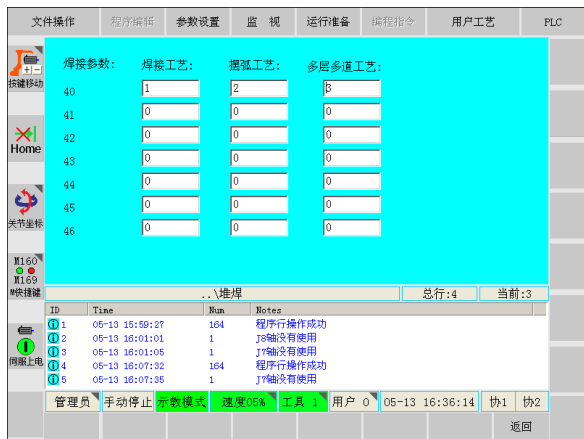 文件操作 程序编辑 参数设置 监 视 运行准备 编程指令 用户工艺 PLC
按键移动
Home
关节坐标
M160
M169
M快捷键
伺服上电
焊接参数: 焊接工艺: 摆弧工艺: 多层多道工艺:
40 1 2 3
41 0 0 0
42 0 0 0
43 0 0 0
44 0 0 0
45 0 0 0
46 0 0 0
..\堆焊 总行:4 当前:3
ID Time Num Notes
1 05-13 15:59:27 164 程序行操作成功
2 05-13 16:01:01 1 J8轴没有使用
3 05-13 16:01:05 1 J7轴没有使用
4 05-13 16:07:32 164 程序行操作成功
5 05-13 16:07:35 1 J7轴没有使用
管理员 手动停止 示教模式 速度05% 工具 1 用户 0 05-13 16:36:14 协1 协2
返回